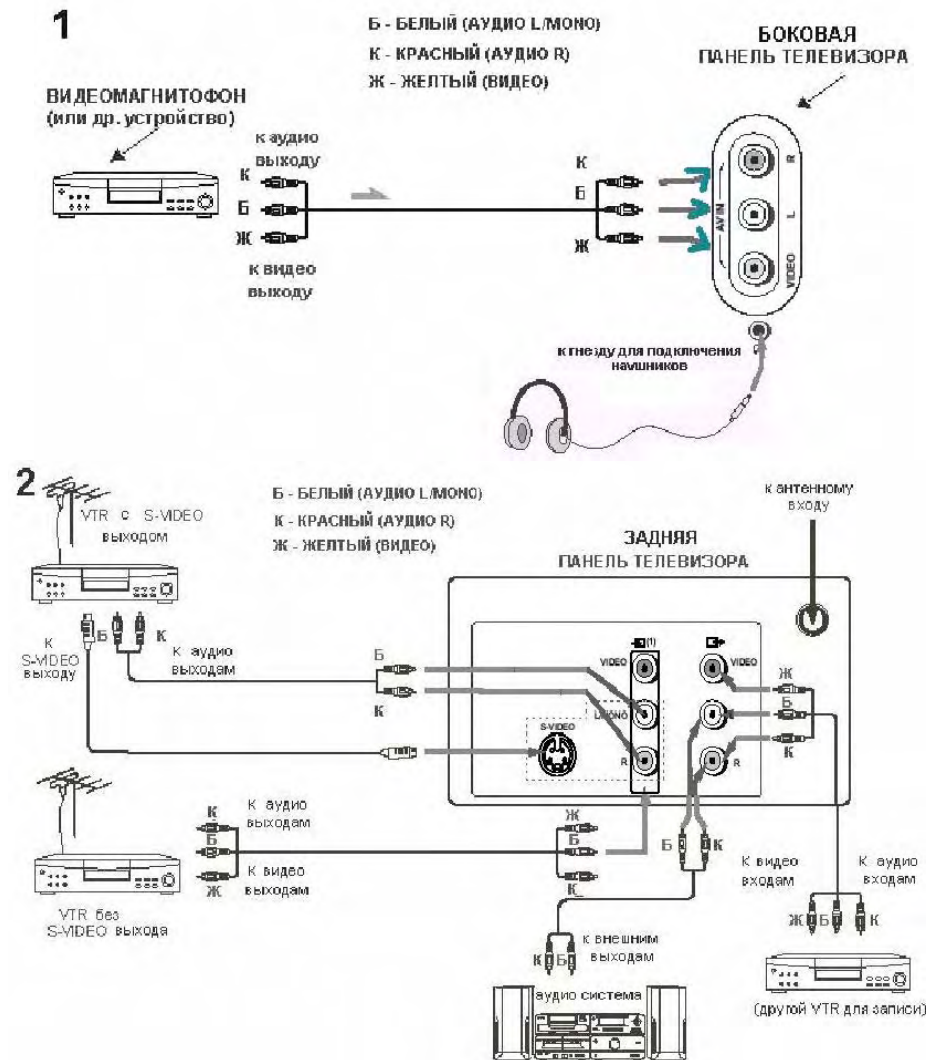 1
Б - БЕЛЫЙ (АУДИО L/MONO)
К - КРАСНЫЙ (АУДИО R)
Ж - ЖЕЛТЫЙ (ВИДЕО)
БОКОВАЯ
ПАНЕЛЬ ТЕЛЕВИЗОРА
ВИДЕОМАГНИТОФОН
(или др. устройство)
к аудио
выходу
К
Б
Ж
к видео
выходу
К
Б
Ж
AV IN
R
L
VIDEO
к гнезду для подключения
наушников
2
VTR с S-VIDEO
выходом
Б - БЕЛЫЙ (АУДИО L/MONO)
К - КРАСНЫЙ (АУДИО R)
Ж - ЖЕЛТЫЙ (ВИДЕО)
к антенному
входу
ЗАДНЯЯ
ПАНЕЛЬ ТЕЛЕВИЗОРА
К
S-VIDEO
выходу
Б
К
К аудио
выходам
Б
К
(1)
VIDEO
L/MONO
R
S-VIDEO
VIDEO
R
Ж
Б
К
К аудио
выходам
К
Б
Ж
К видео
выходам
VTR без
S-VIDEO выхода
Ж
Б
К
Б
К
К видео
входам
К аудио
входам
Ж
Б
К
(другой VTR для записи)
к внешним
выходам
К
Б
аудио система